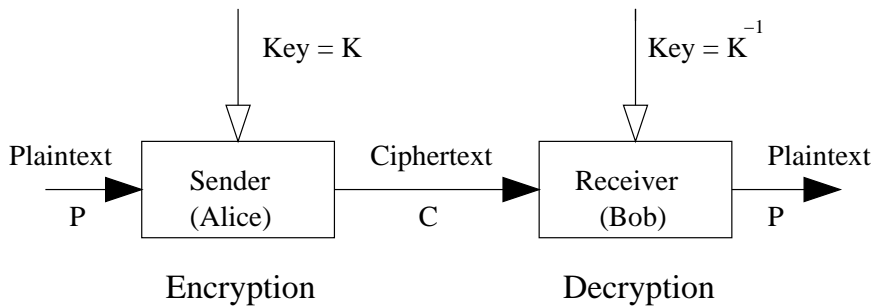 Key = K
Key = K⁻¹
Plaintext
Ciphertext
Plaintext
Sender
(Alice)
Receiver
(Bob)
P
C
P
Encryption
Decryption